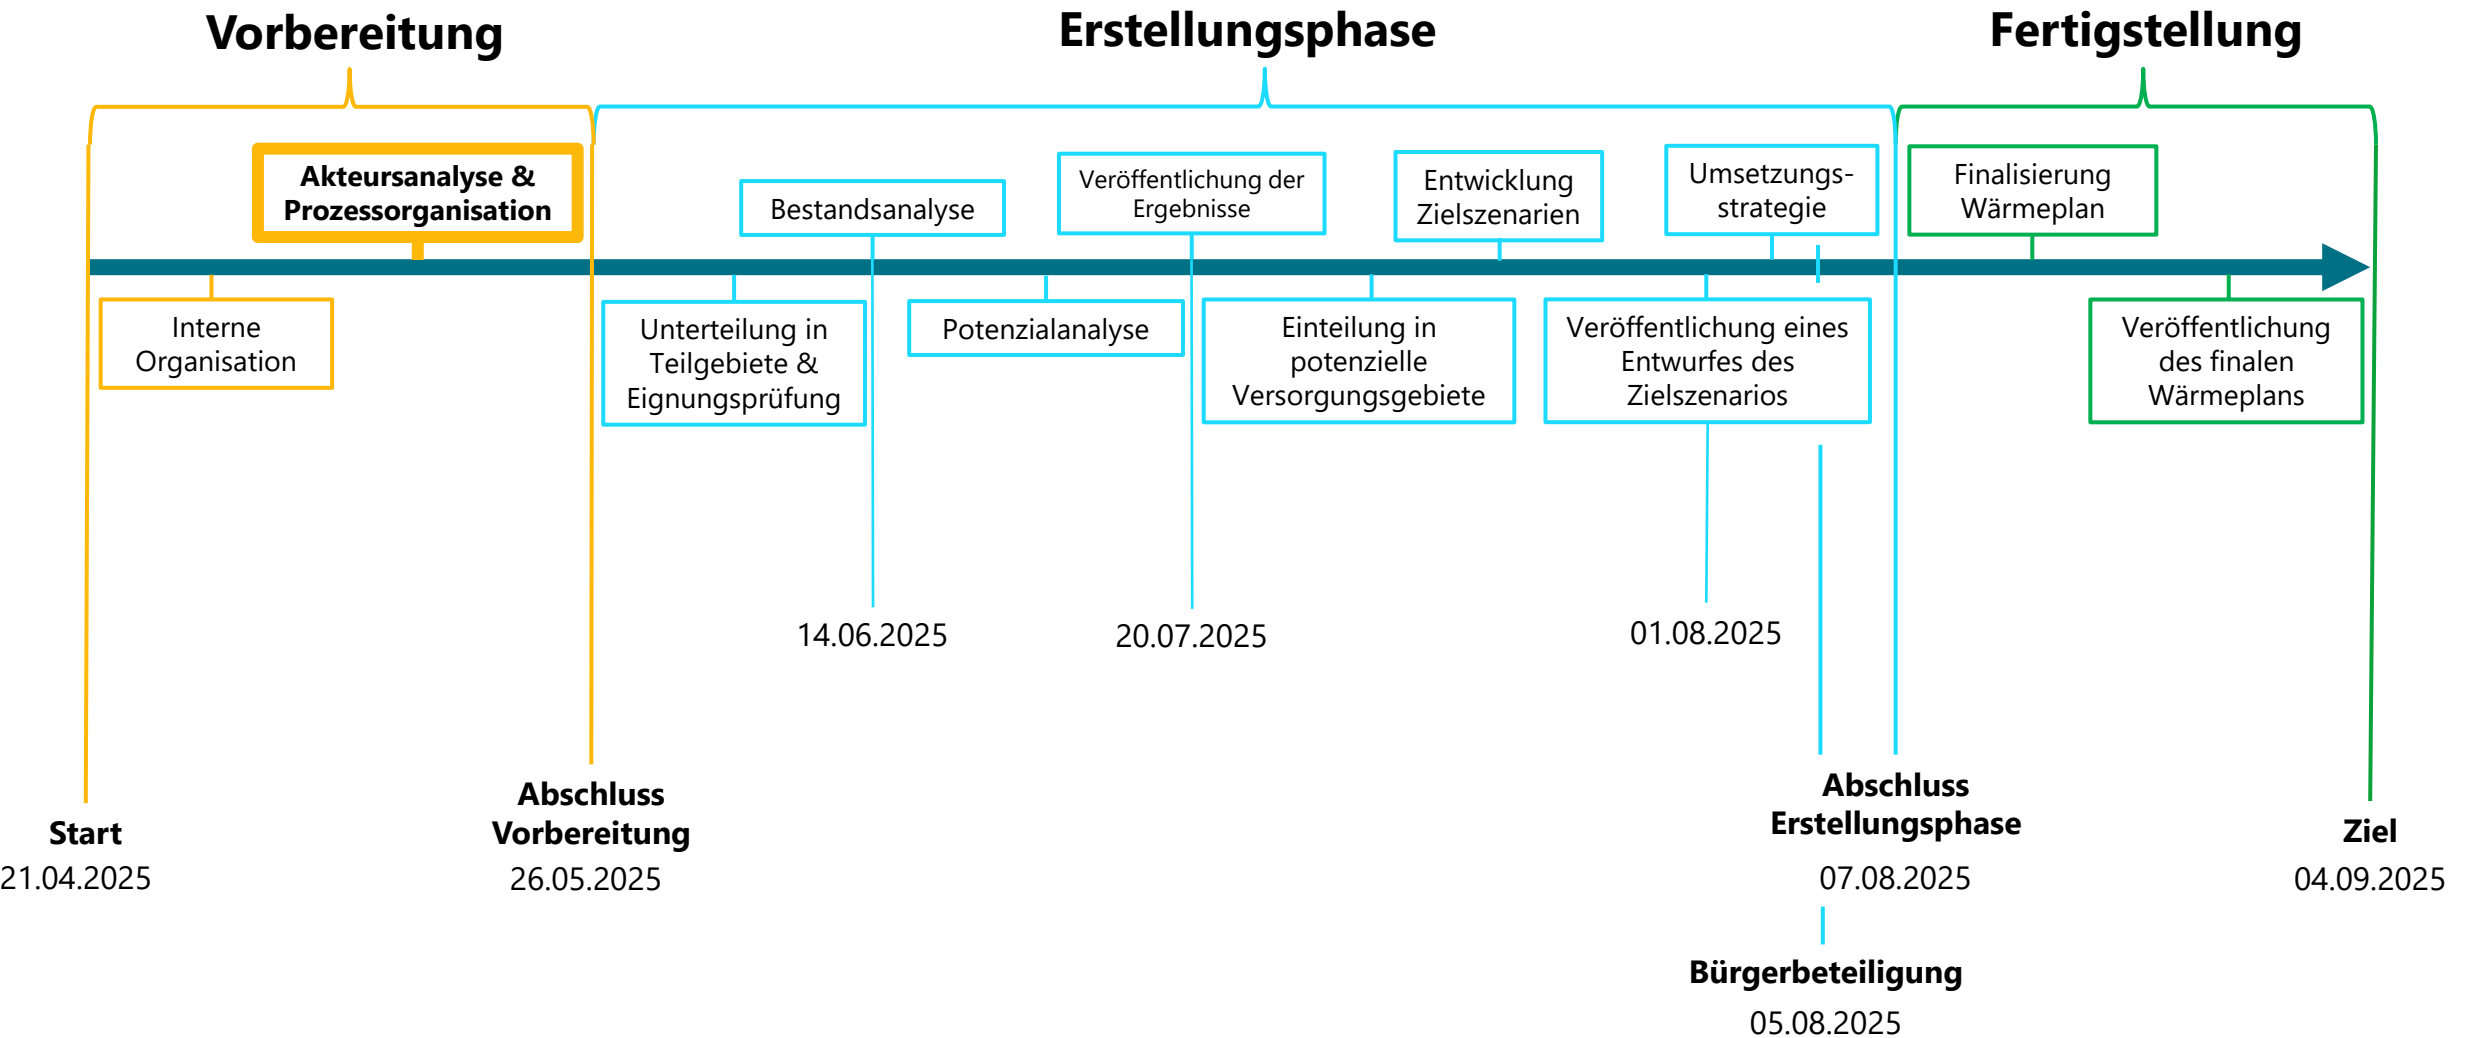 Vorbereitung
Erstellungsphase
Fertigstellung
Akteursanalyse &
Prozessorganisation
Bestandsanalyse
Veröffentlichung der
Ergebnisse
Entwicklung
Zielszenarien
Umsetzungs-
strategie
Finalisierung
Wärmeplan
Interne
Organisation
Unterteilung in
Teilgebiete &
Eignungsprüfung
Potenzialanalyse
Einteilung in
potenzielle
Versorgungsgebiete
Veröffentlichung eines
Entwurfes des
Zielszenarios
Veröffentlichung
des finalen
Wärmeplans
14.06.2025
20.07.2025
01.08.2025
Start
21.04.2025
Abschluss
Vorbereitung
26.05.2025
Abschluss
Erstellungsphase
07.08.2025
Ziel
04.09.2025
Bürgerbeteiligung
05.08.2025